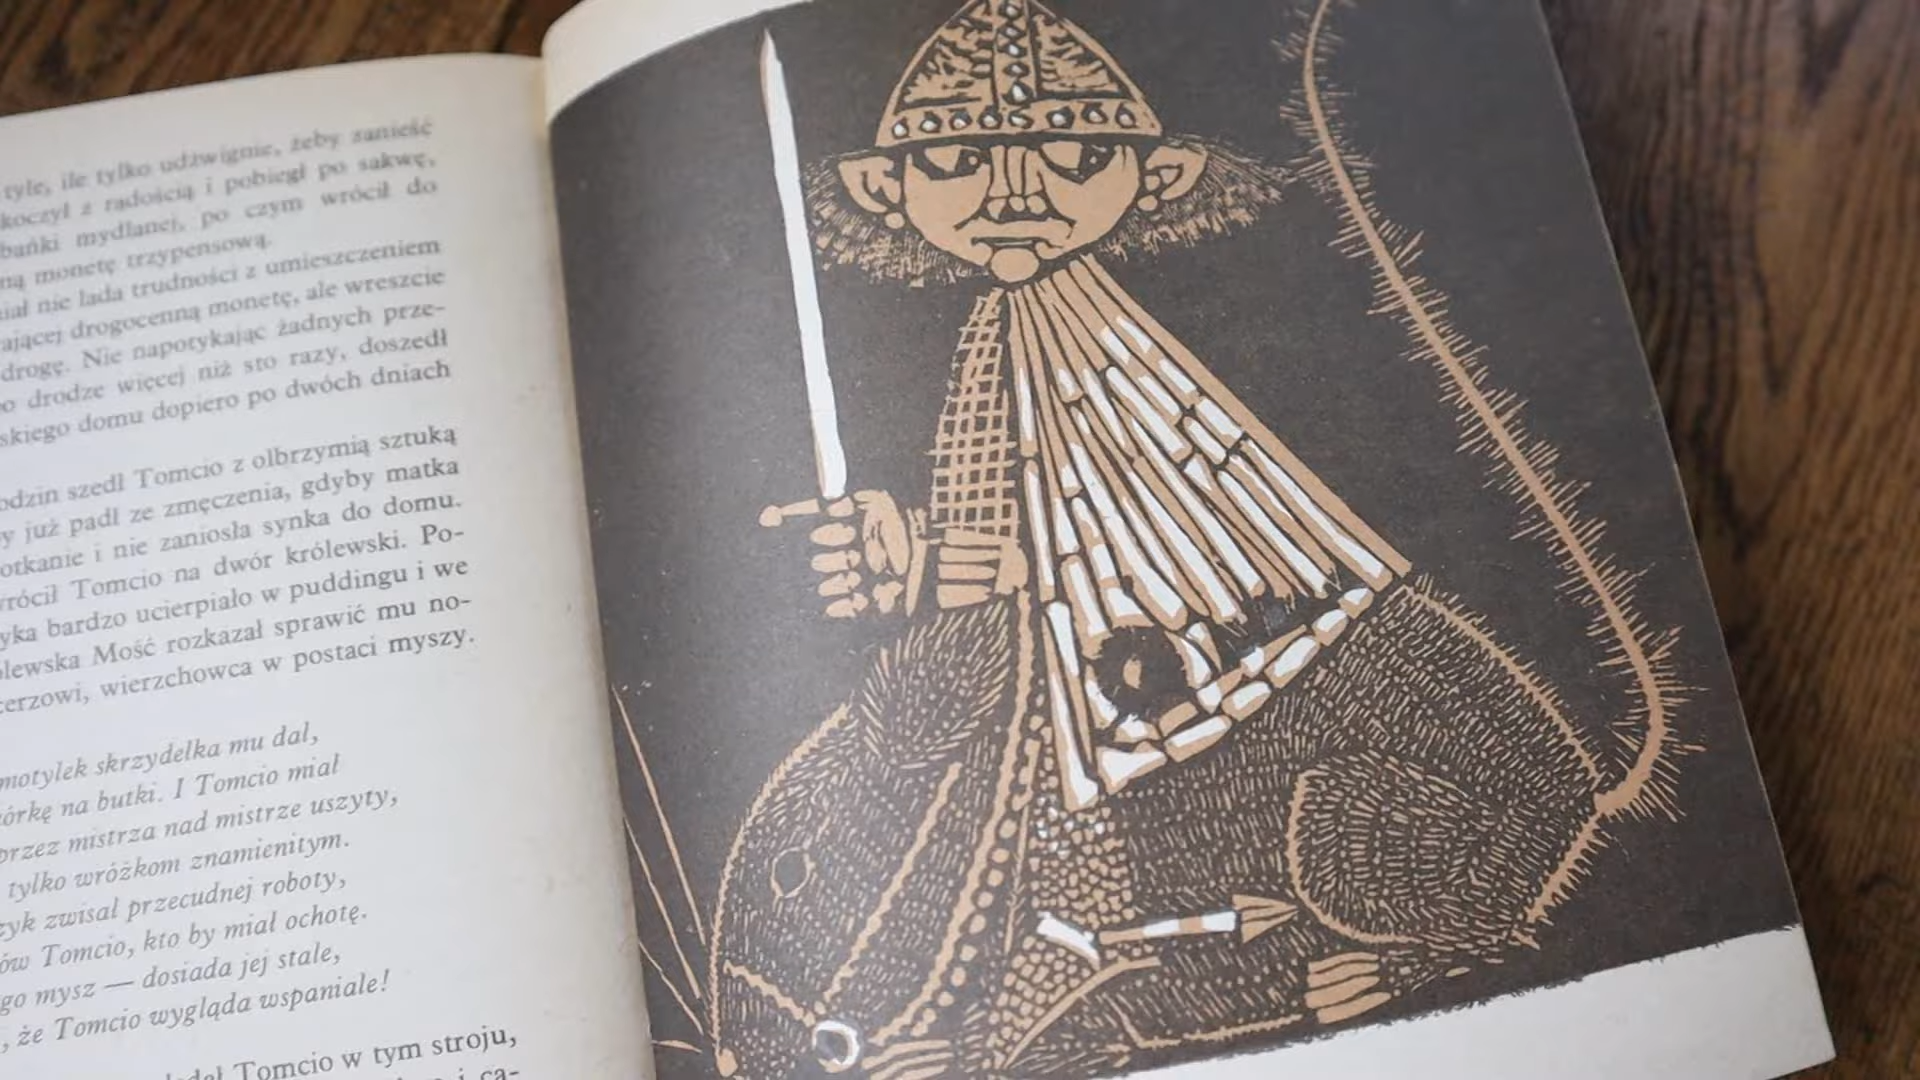 tyle, ile tylko udźwignie, żeby zanieść
koczył z radością i pobiegł po sakwę,
bańki mydlanej, po czym wrócił do
ną monetę trzypensową.
iał nie lada trudności z umieszczeniem
ającej drogocenną monetę, ale wreszcie
drogę. Nie napotykając żadnych prze-
o drodze więcej niż sto razy, doszedł
skiego domu dopiero po dwóch dniach
odzin szedł Tomcio z olbrzymią sztuką
y już padł ze zmęczenia, gdyby matka
otkanie i nie zaniosła synka do domu.
rócił Tomcio na dwór królewski. Po-
yka bardzo ucierpiało w puddingu i we
lewska Mość rozkazał sprawić mu no-
cerzowi, wierzchowca w postaci myszy.
motylek skrzydełka mu dał,
órkę na butki. I Tomcio miał
przez mistrza nad mistrze uszyty,
tylko wróżkom znamienitym.
zyk zwisał przecudnej roboty,
ów Tomcio, kto by miał ochotę.
go mysz — dosiada jej stale,
, że Tomcio wygląda wspaniale!
Tomcio w tym stroju,
i ca-